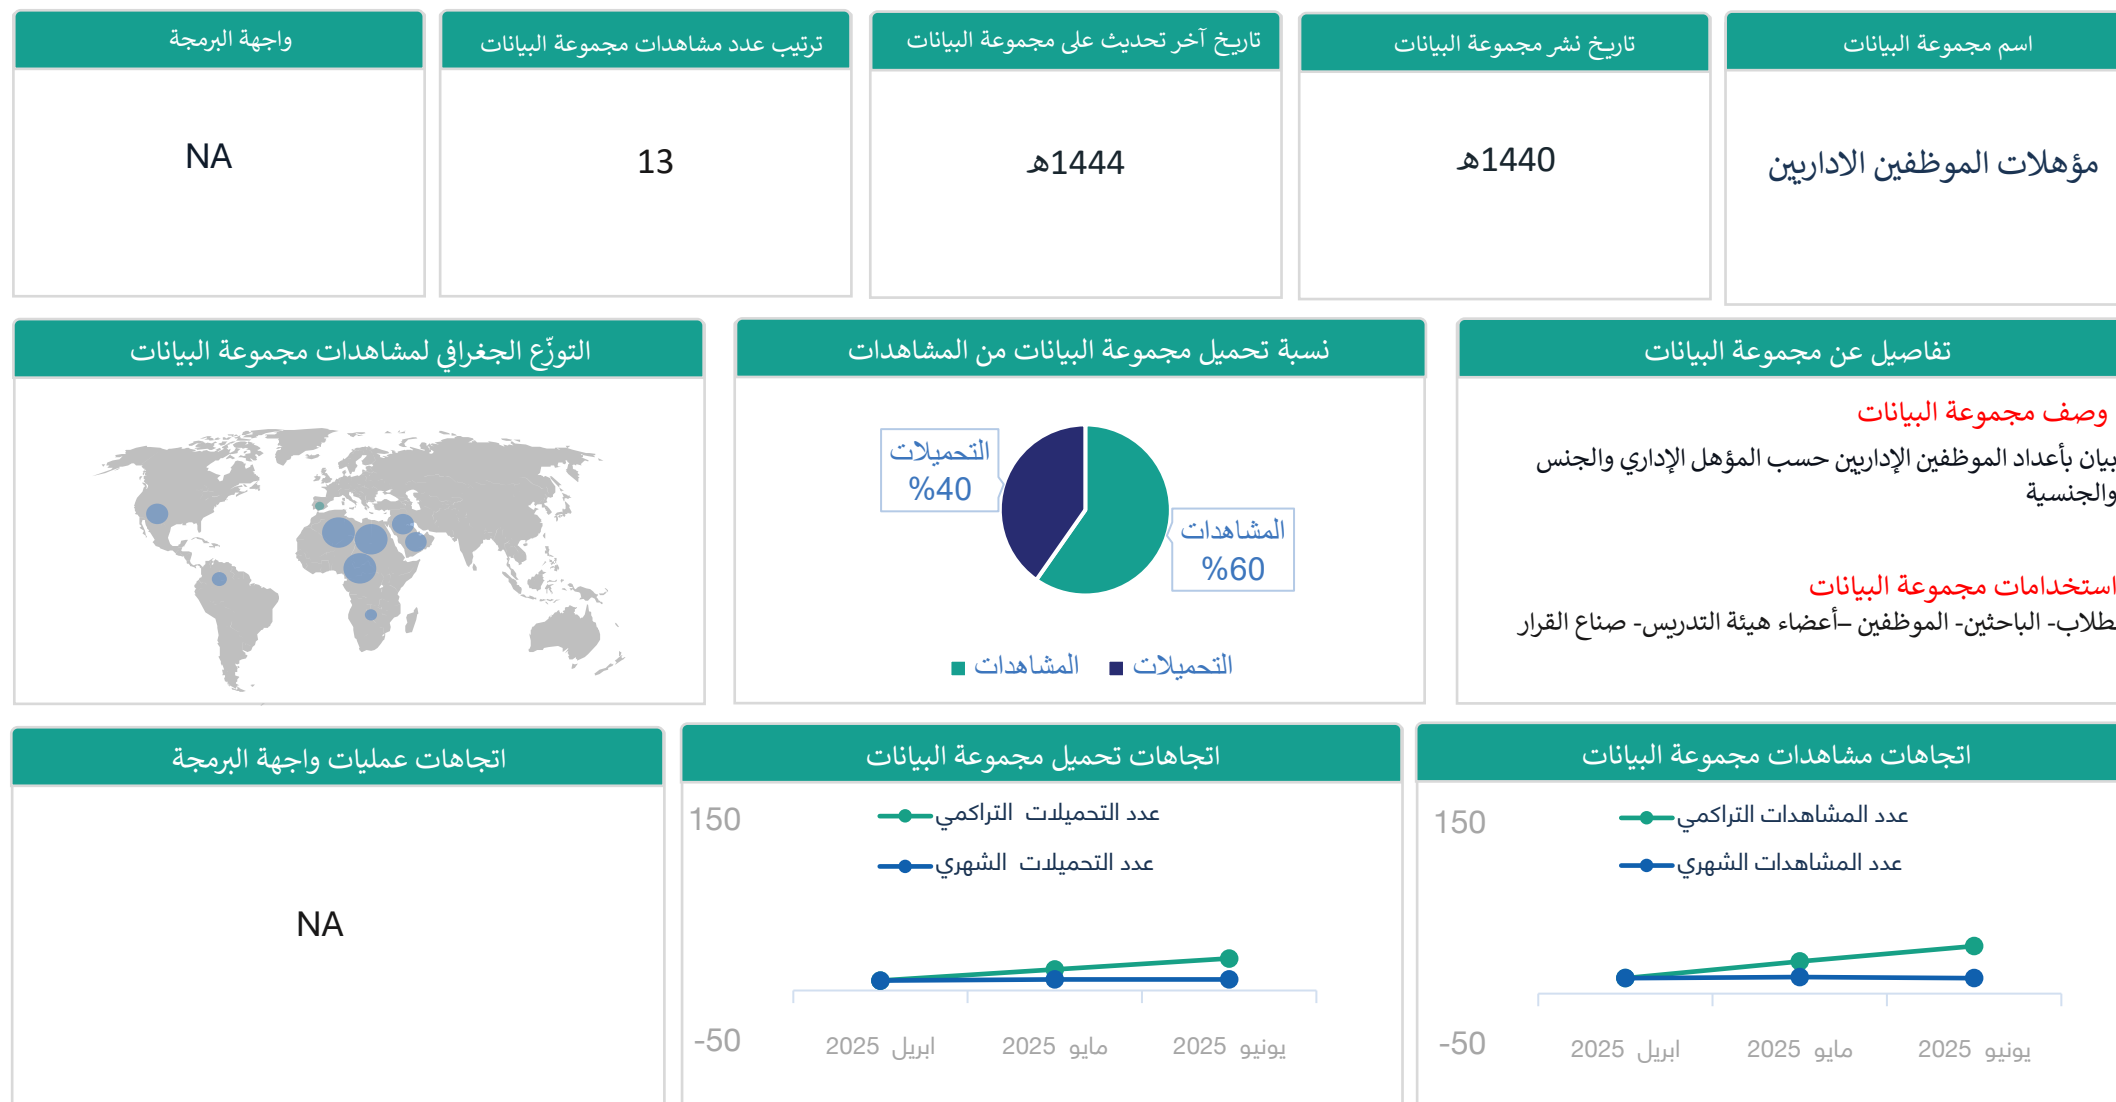 اسم مجموعة البيانات
مؤهلات الموظفين الاداريين
تاريخ نشر مجموعة البيانات
1440هـ
تاريخ آخر تحديث على مجموعة البيانات
1444هـ
ترتيب عدد مشاهدات مجموعة البيانات
13
واجهة البرمجة
NA
تفاصيل عن مجموعة البيانات
وصف مجموعة البيانات
بيان بأعداد الموظفين الإداريين حسب المؤهل الإداري والجنس
والجنسية
استخدامات مجموعة البيانات
طلاب- الباحثين- الموظفين –أعضاء هيئة التدريس- صناع القرار
نسبة تحميل مجموعة البيانات من المشاهدات
التحميلات
%40
المشاهدات
%60
التحميلات
المشاهدات
التوزّع الجغرافي لمشاهدات مجموعة البيانات
اتجاهات مشاهدات مجموعة البيانات
150
عدد المشاهدات التراكمي
عدد المشاهدات الشهري
-50
ابريل 2025
مايو 2025
يونيو 2025
اتجاهات تحميل مجموعة البيانات
150
عدد التحميلات التراكمي
عدد التحميلات الشهري
-50
ابريل 2025
مايو 2025
يونيو 2025
اتجاهات عمليات واجهة البرمجة
NA